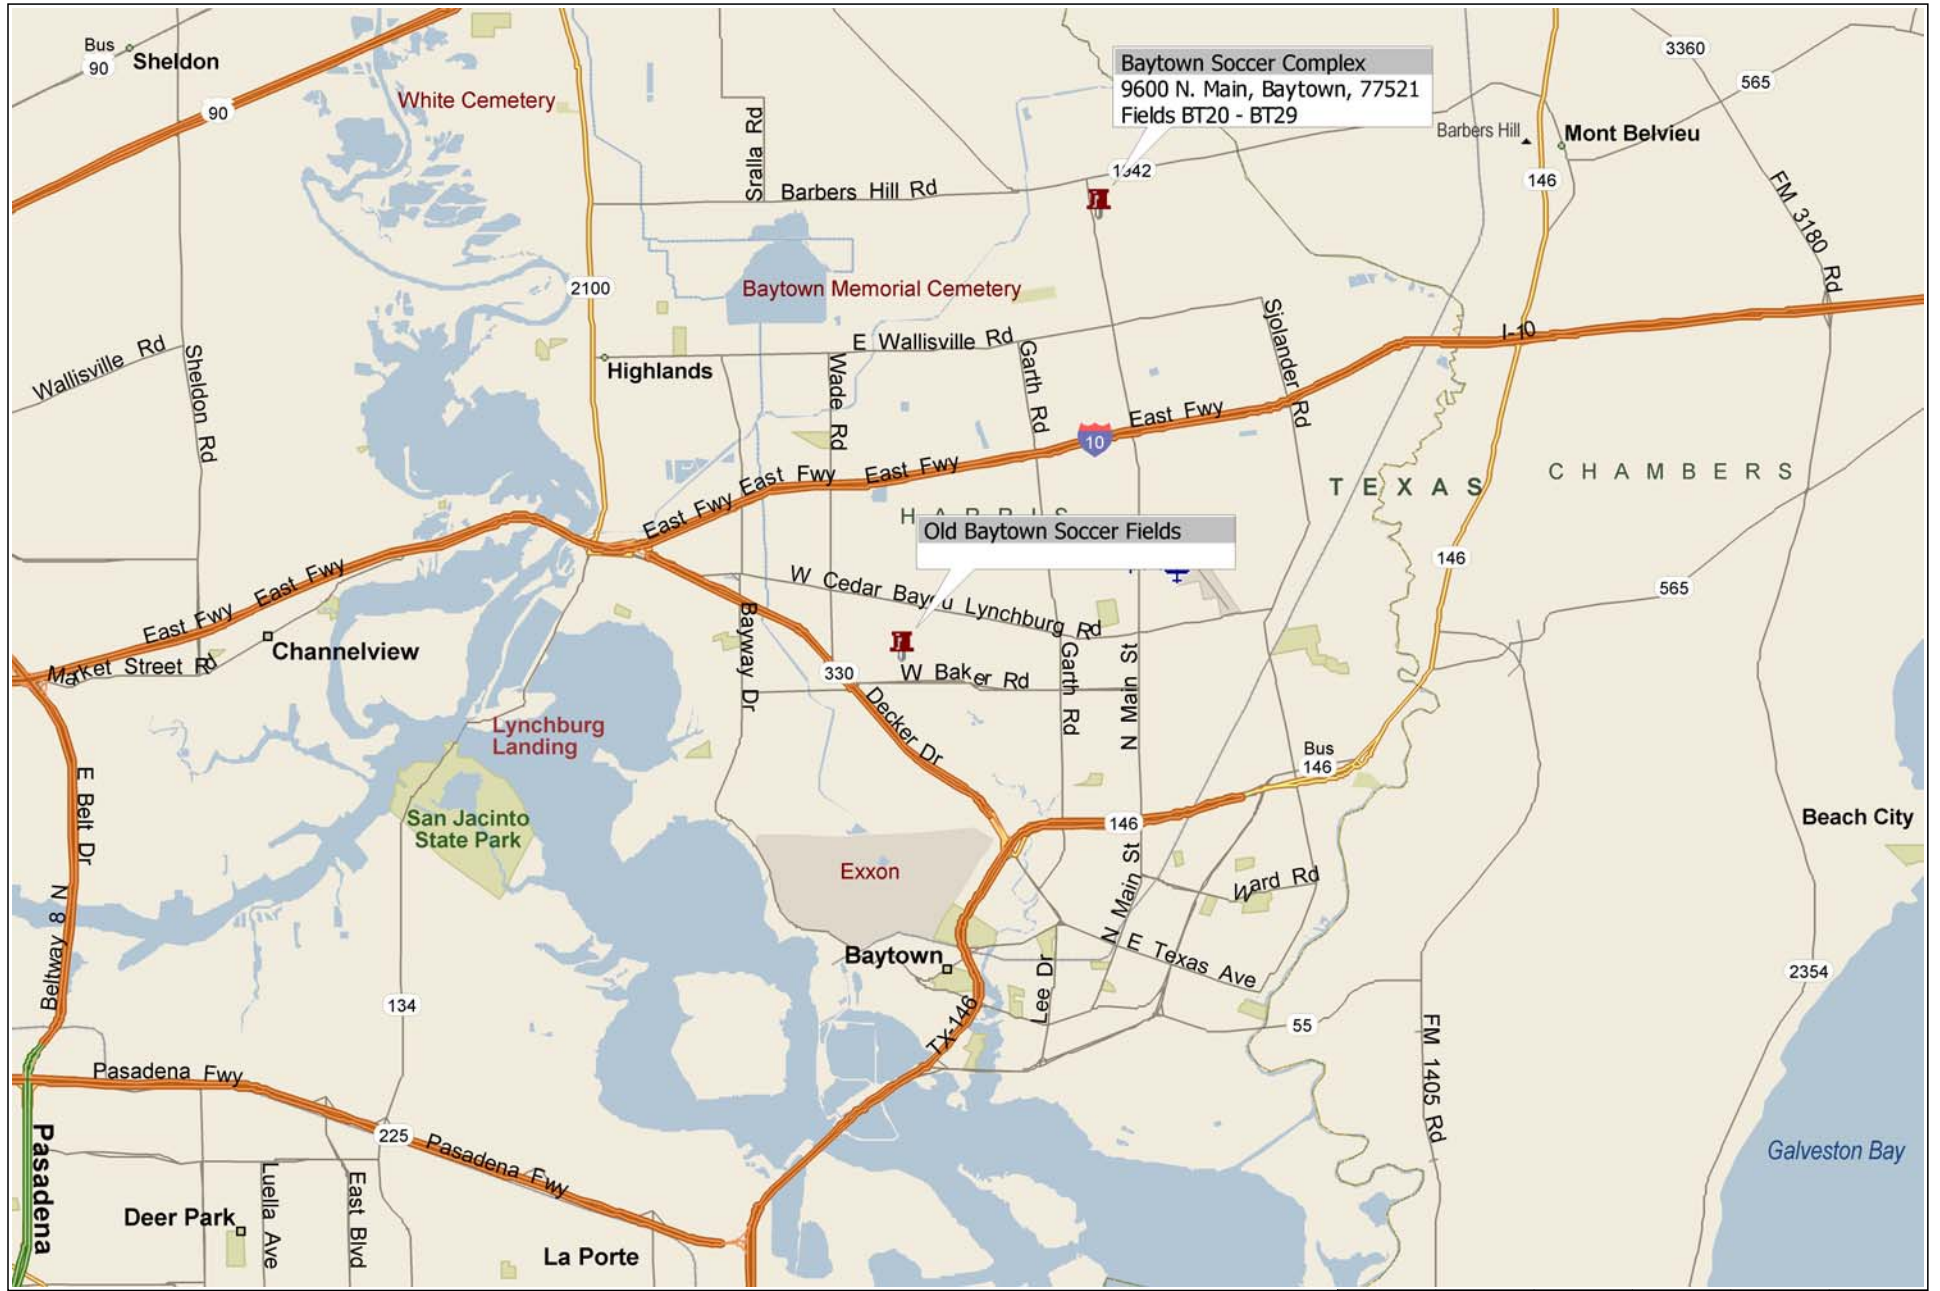 Bus
90
Sheldon
90
White Cemetery
Sralla Rd
Barbers Hill Rd
Baytown Soccer Complex
9600 N. Main, Baytown, 77521
Fields BT20 - BT29
1942
3360
565
Barbers Hill
Mont Belvieu
146
FM 3180 Rd
2100
Baytown Memorial Cemetery
E Wallisville Rd
Sjolander Rd
I-10
Wallisville Rd
Sheldon Rd
Highlands
Wade Rd
Garth Rd
East Fwy
10
East Fwy
East Fwy
East Fwy
East Fwy
East Fwy
East Fwy
TEXAS
CHAMBERS
HARRIS
Old Baytown Soccer Fields
146
565
W Cedar Bayou Lynchburg Rd
Bayway Dr
Channelview
Market Street Rd
330
W Baker Rd
Garth Rd
N Main St
Decker Dr
Lynchburg
Landing
Bus
146
E Belt Dr
San Jacinto
State Park
146
Beach City
Exxon
N Main St
Ward Rd
Beltway 8 N
Baytown
E Texas Ave
Lee Dr
2354
134
TX-146
55
FM 1405 Rd
Pasadena Fwy
225
Pasadena Fwy
Pasadena
Galveston Bay
Luella Ave
East Blvd
Deer Park
La Porte